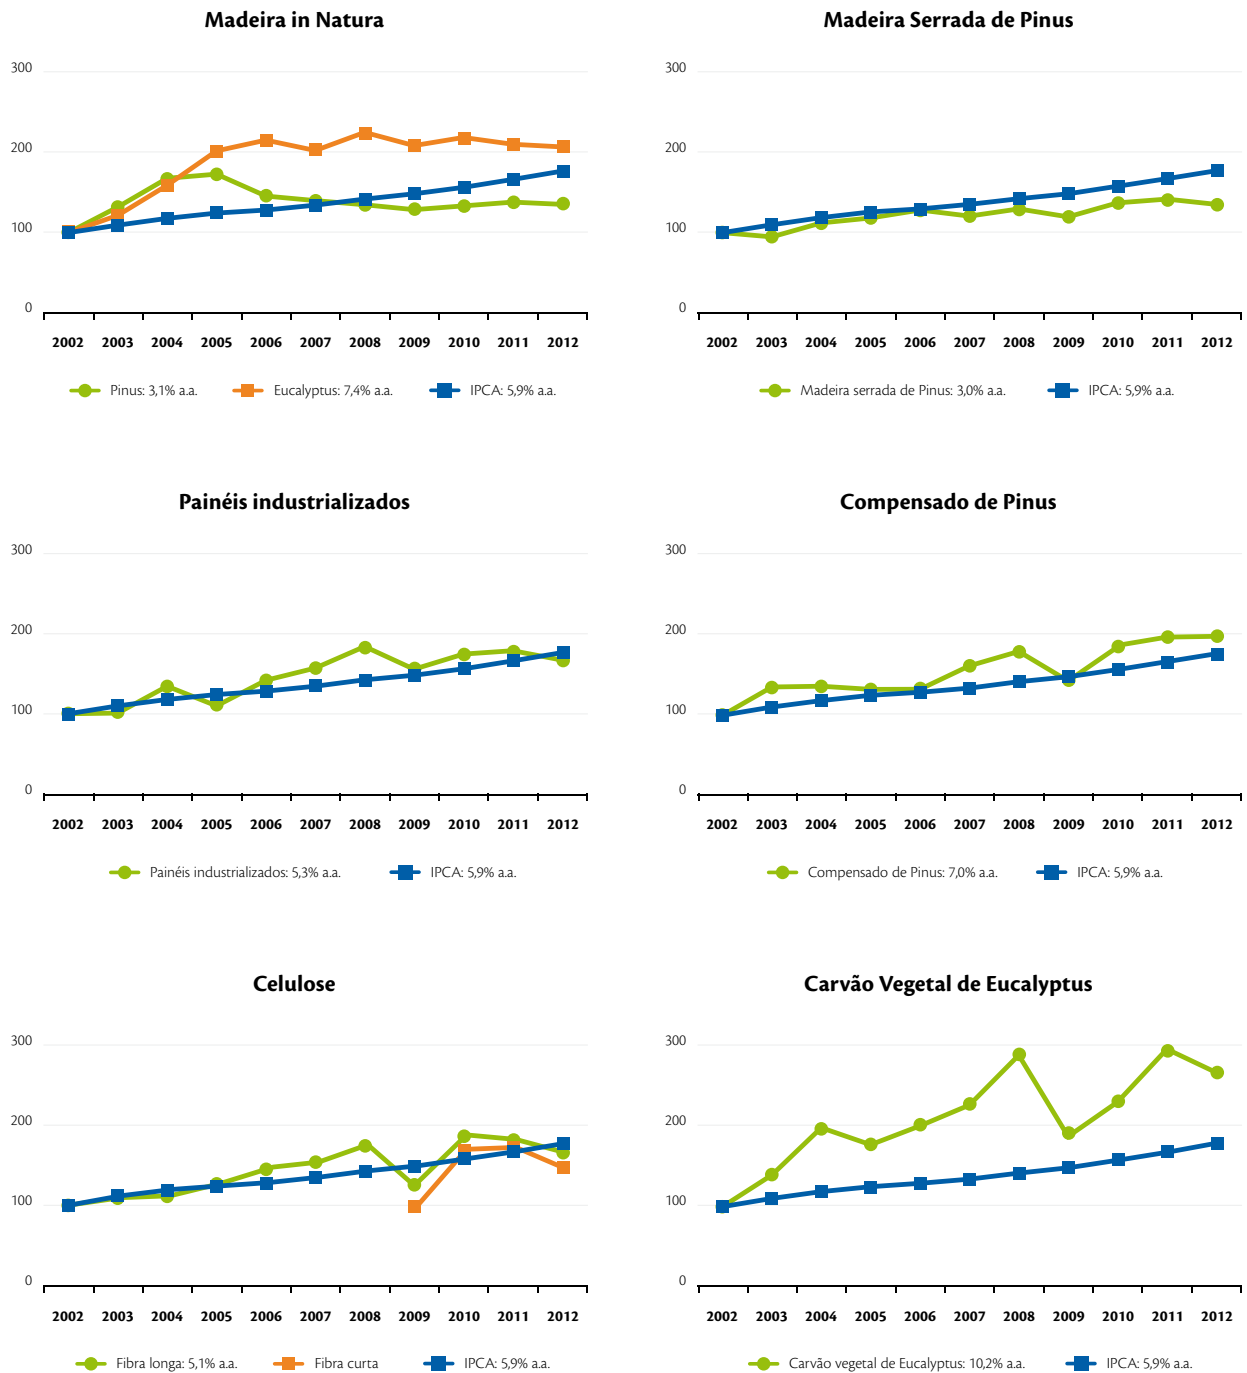 Madeira in Natura
300
200
100
0
2002 2003 2004 2005 2006 2007 2008 2009 2010 2011 2012
Pinus: 3,1% a.a. Eucalyptus: 7,4% a.a. IPCA: 5,9% a.a.
Madeira Serrada de Pinus
300
200
100
0
2002 2003 2004 2005 2006 2007 2008 2009 2010 2011 2012
Madeira serrada de Pinus: 3,0% a.a. IPCA: 5,9% a.a.
Painéis industrializados
300
200
100
0
2002 2003 2004 2005 2006 2007 2008 2009 2010 2011 2012
Painéis industrializados: 5,3% a.a. IPCA: 5,9% a.a.
Compensado de Pinus
300
200
100
0
2002 2003 2004 2005 2006 2007 2008 2009 2010 2011 2012
Compensado de Pinus: 7,0% a.a. IPCA: 5,9% a.a.
Celulose
300
200
100
0
2002 2003 2004 2005 2006 2007 2008 2009 2010 2011 2012
Fibra longa: 5,1% a.a. Fibra curta IPCA: 5,9% a.a.
Carvão Vegetal de Eucalyptus
300
200
100
0
2002 2003 2004 2005 2006 2007 2008 2009 2010 2011 2012
Carvão vegetal de Eucalyptus: 10,2% a.a. IPCA: 5,9% a.a.